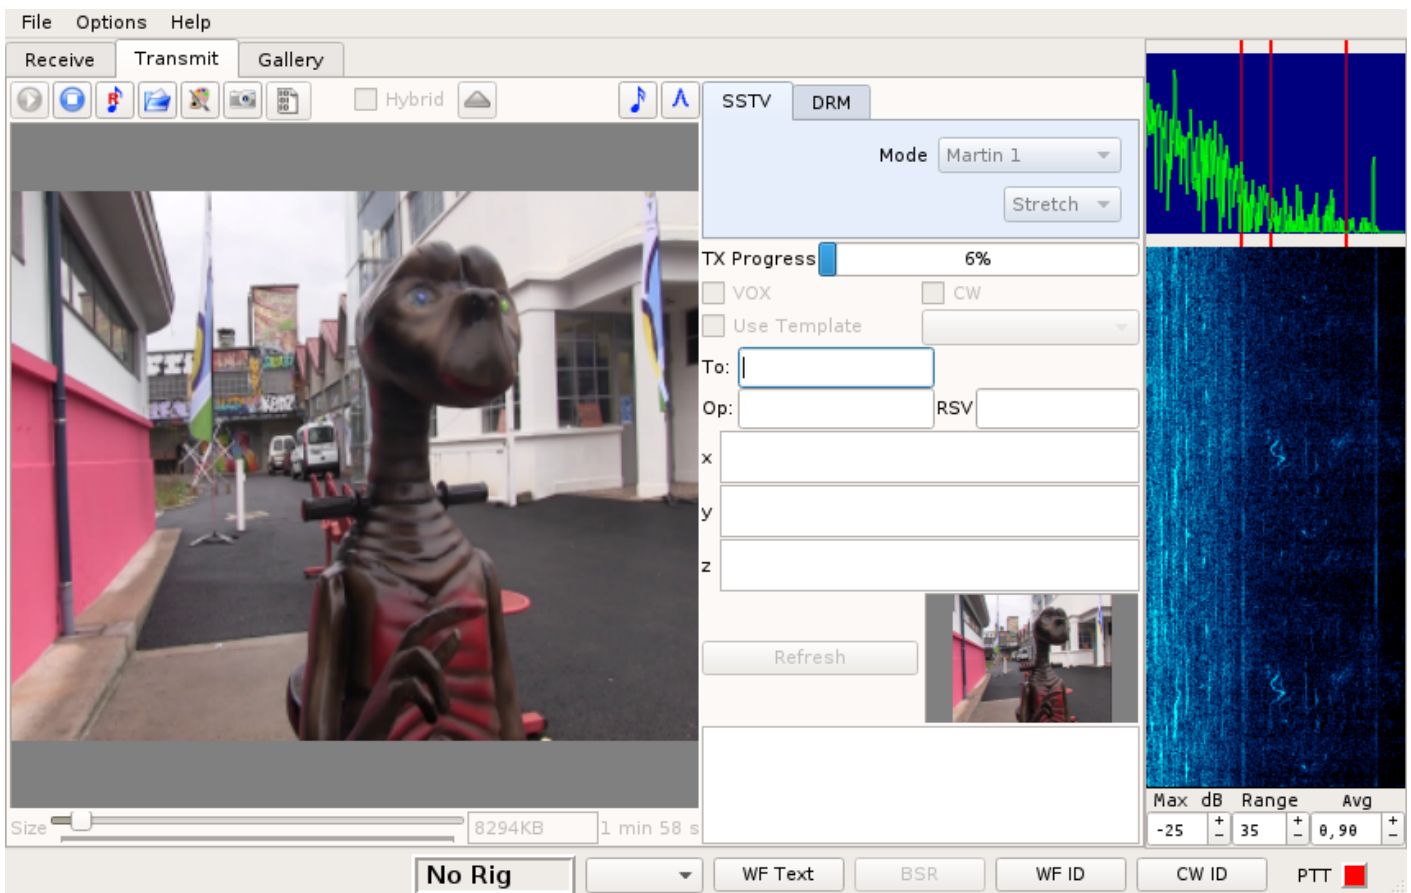 File Options Help
Receive Transmit Gallery
Hybrid
SSTV DRM
Mode Martin 1
Stretch
TX Progress 6%
VOX CW
Use Template
To:
Op: RSV
x
y
z
Refresh
Size 8294KB 1 min 58 s
Max dB Range Avg
-25 35 0,90
No Rig WF Text BSR WF ID CW ID PTT